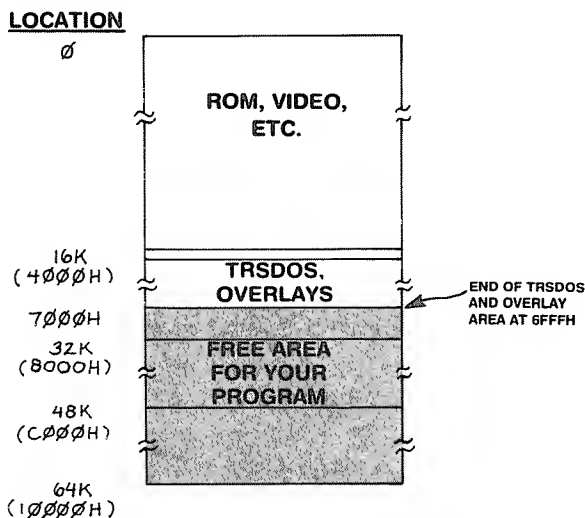 LOCATION
Ø
ROM, VIDEO,
ETC.
16K
(4ØØØH)
TRSDOS,
OVERLAYS
END OF TRSDOS
AND OVERLAY
AREA AT 6FFFH
7ØØØH
32K
(8000H)
FREE AREA
FOR YOUR
PROGRAM
48K
(CØØØH)
64K
(1ØØØØH)